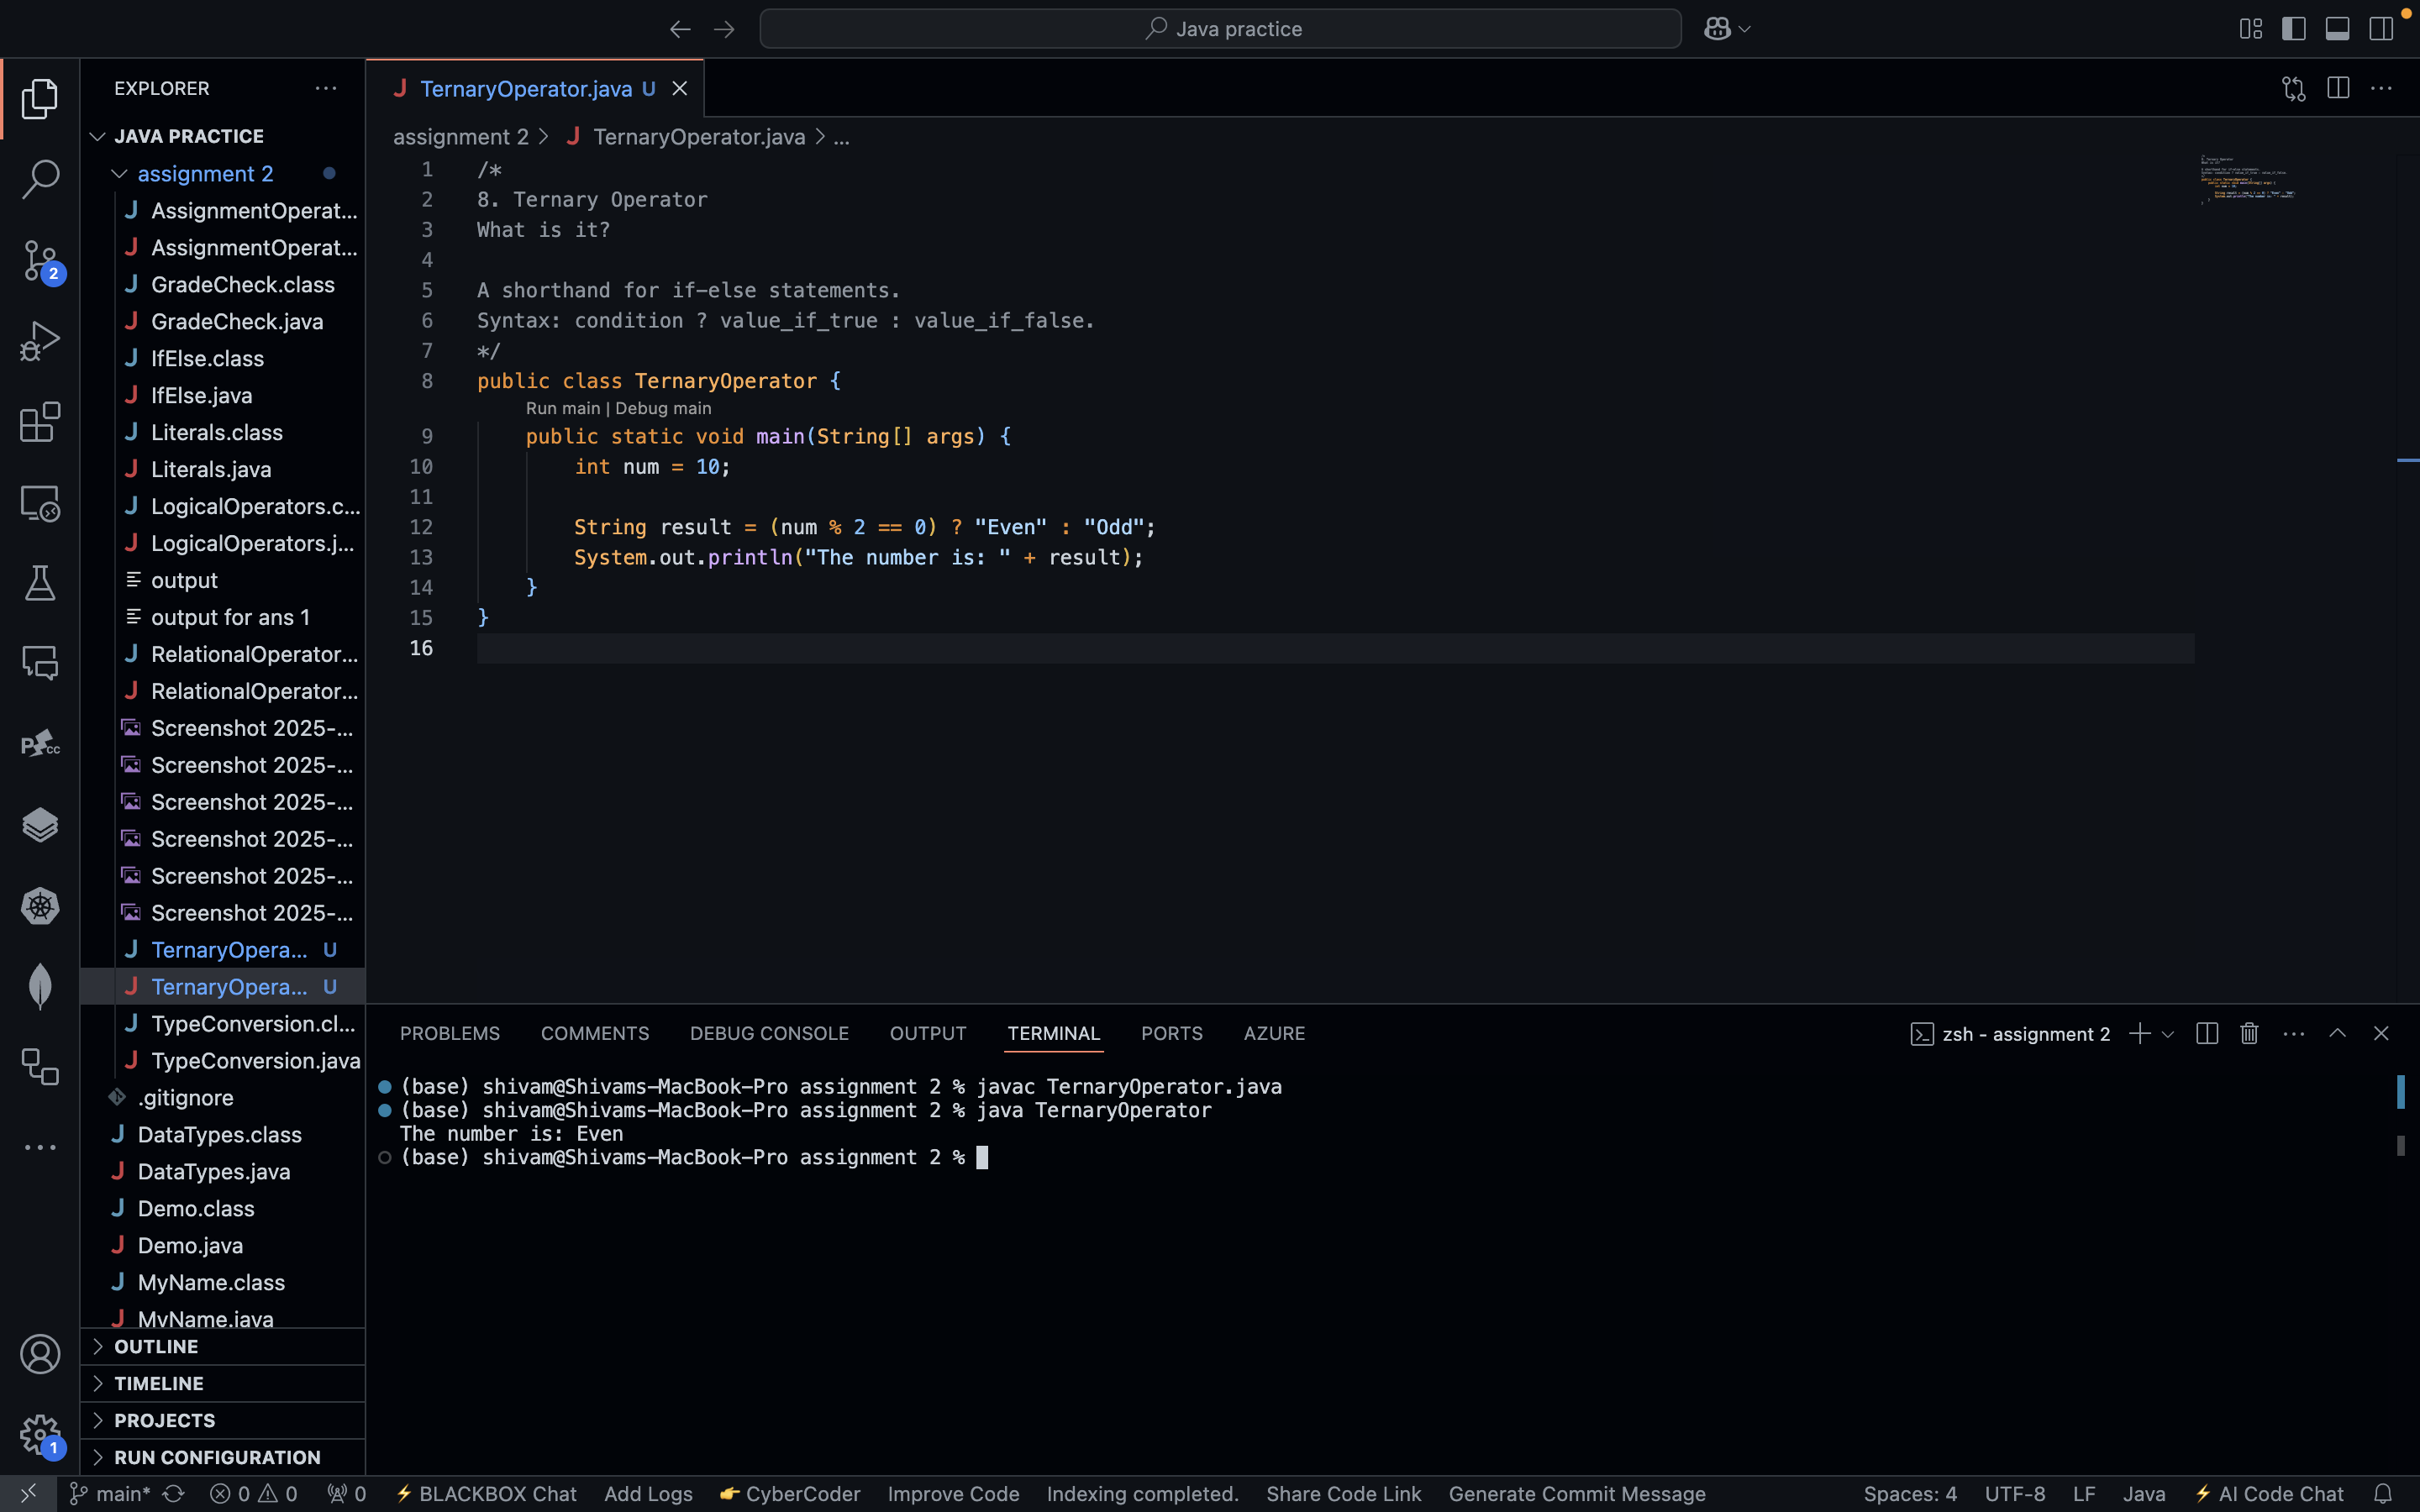 Java practice
EXPLORER
JAVA PRACTICE
assignment 2
AssignmentOperat...
AssignmentOperat...
GradeCheck.class
GradeCheck.java
IfElse.class
IfElse.java
Literals.class
Literals.java
LogicalOperators.c...
LogicalOperators.j...
output
output for ans 1
RelationalOperator...
RelationalOperator...
Screenshot 2025-...
Screenshot 2025-...
Screenshot 2025-...
Screenshot 2025-...
Screenshot 2025-...
Screenshot 2025-...
TernaryOpera... U
TernaryOpera... U
TypeConversion.cl...
TypeConversion.java
.gitignore
DataTypes.class
DataTypes.java
Demo.class
Demo.java
MyName.class
MyName.java
OUTLINE
TIMELINE
PROJECTS
RUN CONFIGURATION
2
1
TernaryOperator.java U
assignment 2 > TernaryOperator.java > ...
1 /*
2 8. Ternary Operator
3 What is it?
4
5 A shorthand for if-else statements.
6 Syntax: condition ? value_if_true : value_if_false.
7 */
8 public class TernaryOperator {
Run main | Debug main
9 public static void main(String[] args) {
10 int num = 10;
11
12 String result = (num % 2 == 0) ? "Even" : "Odd";
13 System.out.println("The number is: " + result);
14 }
15 }
16
PROBLEMS COMMENTS DEBUG CONSOLE OUTPUT TERMINAL PORTS AZURE
zsh - assignment 2
(base) shivam@Shivams-MacBook-Pro assignment 2 % javac TernaryOperator.java
(base) shivam@Shivams-MacBook-Pro assignment 2 % java TernaryOperator
The number is: Even
(base) shivam@Shivams-MacBook-Pro assignment 2 %
main* 0 0 0 BLACKBOX Chat Add Logs CyberCoder Improve Code Indexing completed. Share Code Link Generate Commit Message Spaces: 4 UTF-8 LF Java AI Code Chat